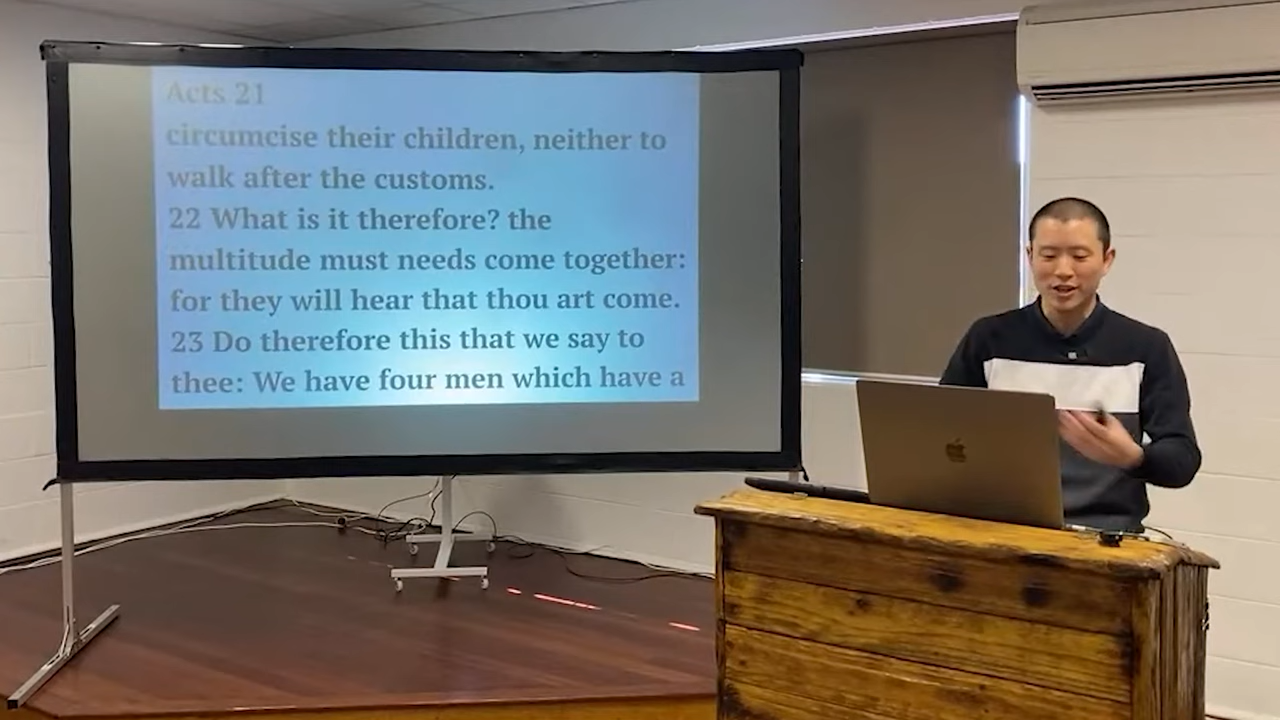 Acts 21
circumcise their children, neither to
walk after the customs.
22 What is it therefore? the
multitude must needs come together:
for they will hear that thou art come.
23 Do therefore this that we say to
thee: We have four men which have a